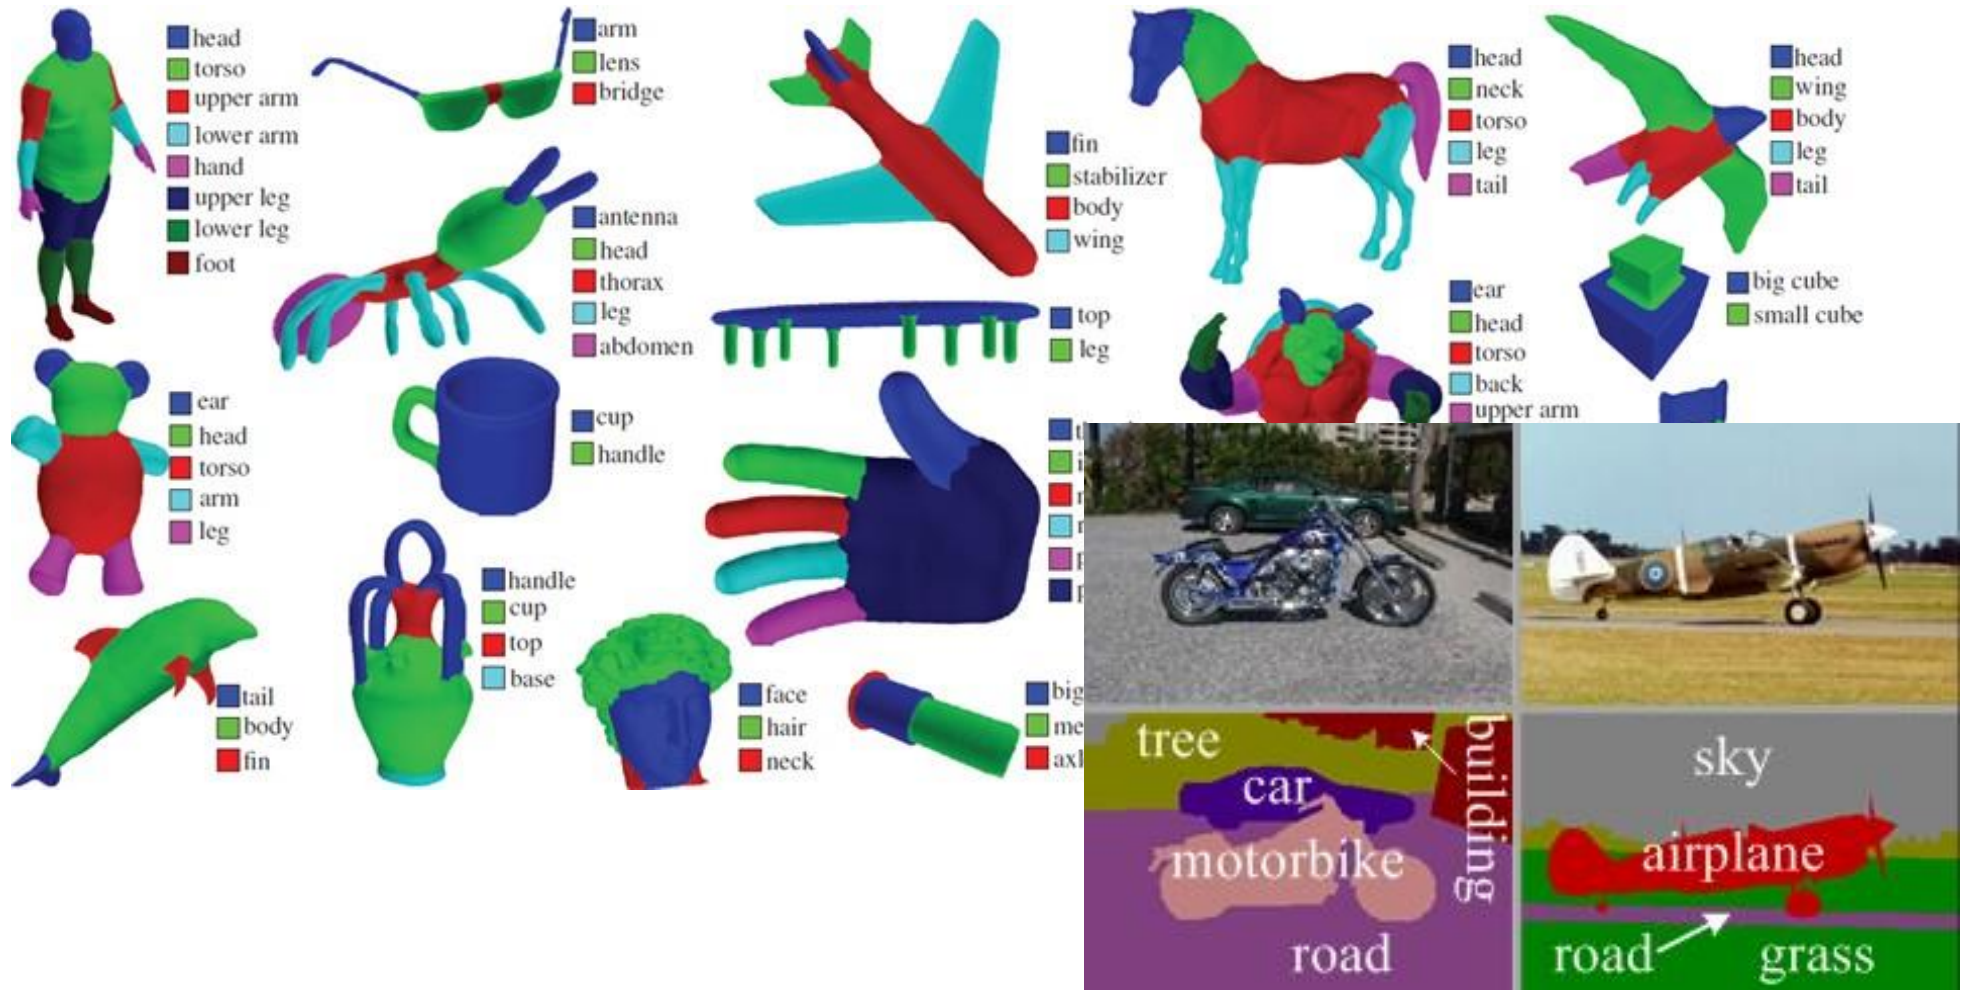 head
torso
upper arm
lower arm
hand
upper leg
lower leg
foot
arm
lens
bridge
antenna
head
thorax
leg
abdomen
fin
stabilizer
body
wing
head
neck
torso
leg
tail
head
wing
body
leg
tail
big cube
small cube
ear
head
torso
back
upper arm
top
leg
ear
head
torso
arm
leg
cup
handle
handle
cup
top
base
tail
body
fin
face
hair
neck
big
tree
car
motorbike
building
road
sky
airplane
road
grass